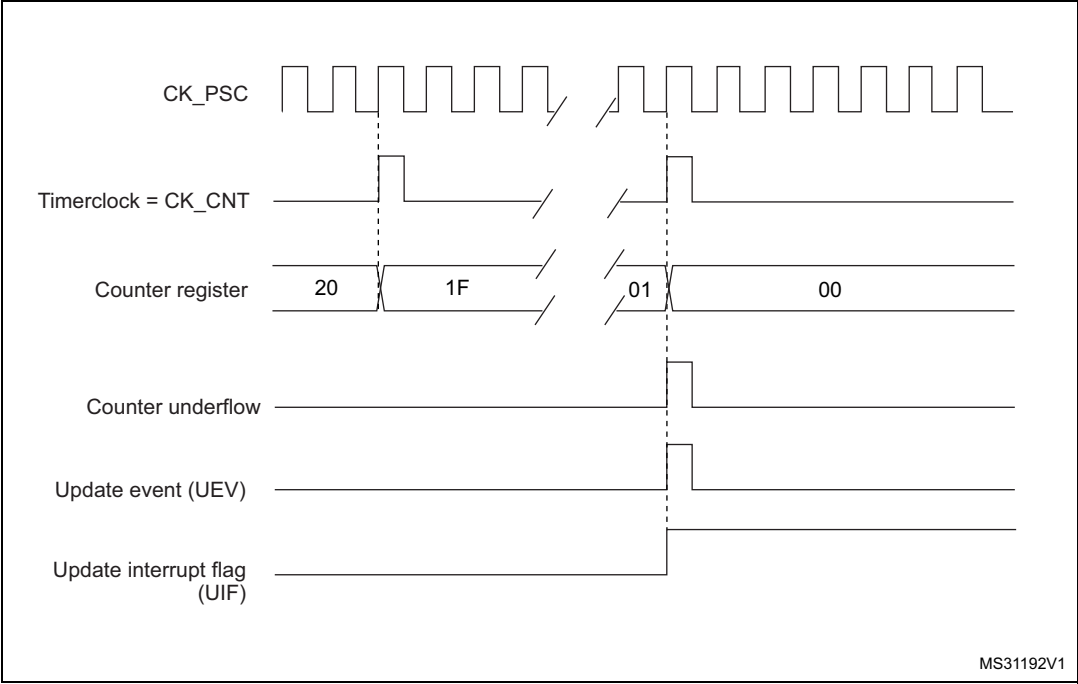 CK_PSC
Timerclock = CK_CNT
Counter register
20
1F
01
00
Counter underflow
Update event (UEV)
Update interrupt flag
(UIF)
MS31192V1